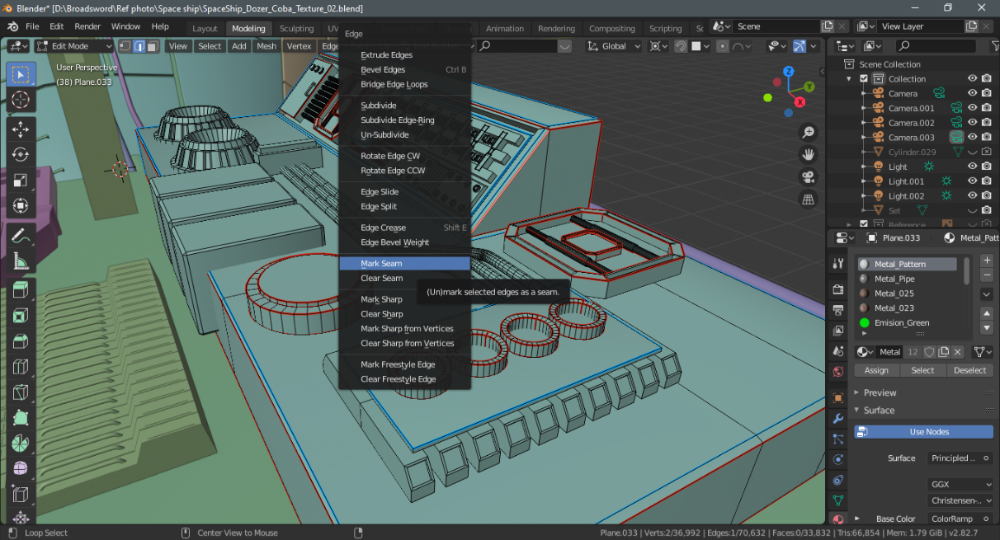 Blender* [D:\Broadsword\Ref photo\Space ship\SpaceShip_Dozer_Coba_Texture_02.blend]
File Edit Render Window Help Layout Modeling Sculpting Animation Rendering Compositing Scripting Scene View Layer
Edit Mode View Select Add Mesh Vertex Edge Global
User Perspective
(38) Plane.033
Edge
Extrude Edges
Bevel Edges Ctrl B
Bridge Edge Loops
Subdivide
Subdivide Edge-Ring
Un-Subdivide
Rotate Edge CW
Rotate Edge CCW
Edge Slide
Edge Split
Edge Crease Shift E
Edge Bevel Weight
Mark Seam
Clear Seam
(Un)mark selected edges as a seam.
Mark Sharp
Clear Sharp
Mark Sharp from Vertices
Clear Sharp from Vertices
Mark Freestyle Edge
Clear Freestyle Edge
X
Y
Z
Scene Collection
Collection
Camera
Camera.001
Camera.002
Camera.003
Cylinder.029
Light
Light.001
Light.002
Set
Reference
Plane.033 Metal_Patt
Metal_Pattern
Metal_Pipe
Metal_025
Metal_023
Emision_Green
Metal 12
Assign Select Deselect
Preview
Surface
Use Nodes
Surface Principled ..
GGX
Christensen-..
Base Color ColorRamp
Loop Select Center View to Mouse Plane.033 | Verts:2/36,992 | Edges:1/70,632 | Faces:0/33,832 | Tris:66,854 | Mem: 1.79 GiB | v2.82.7